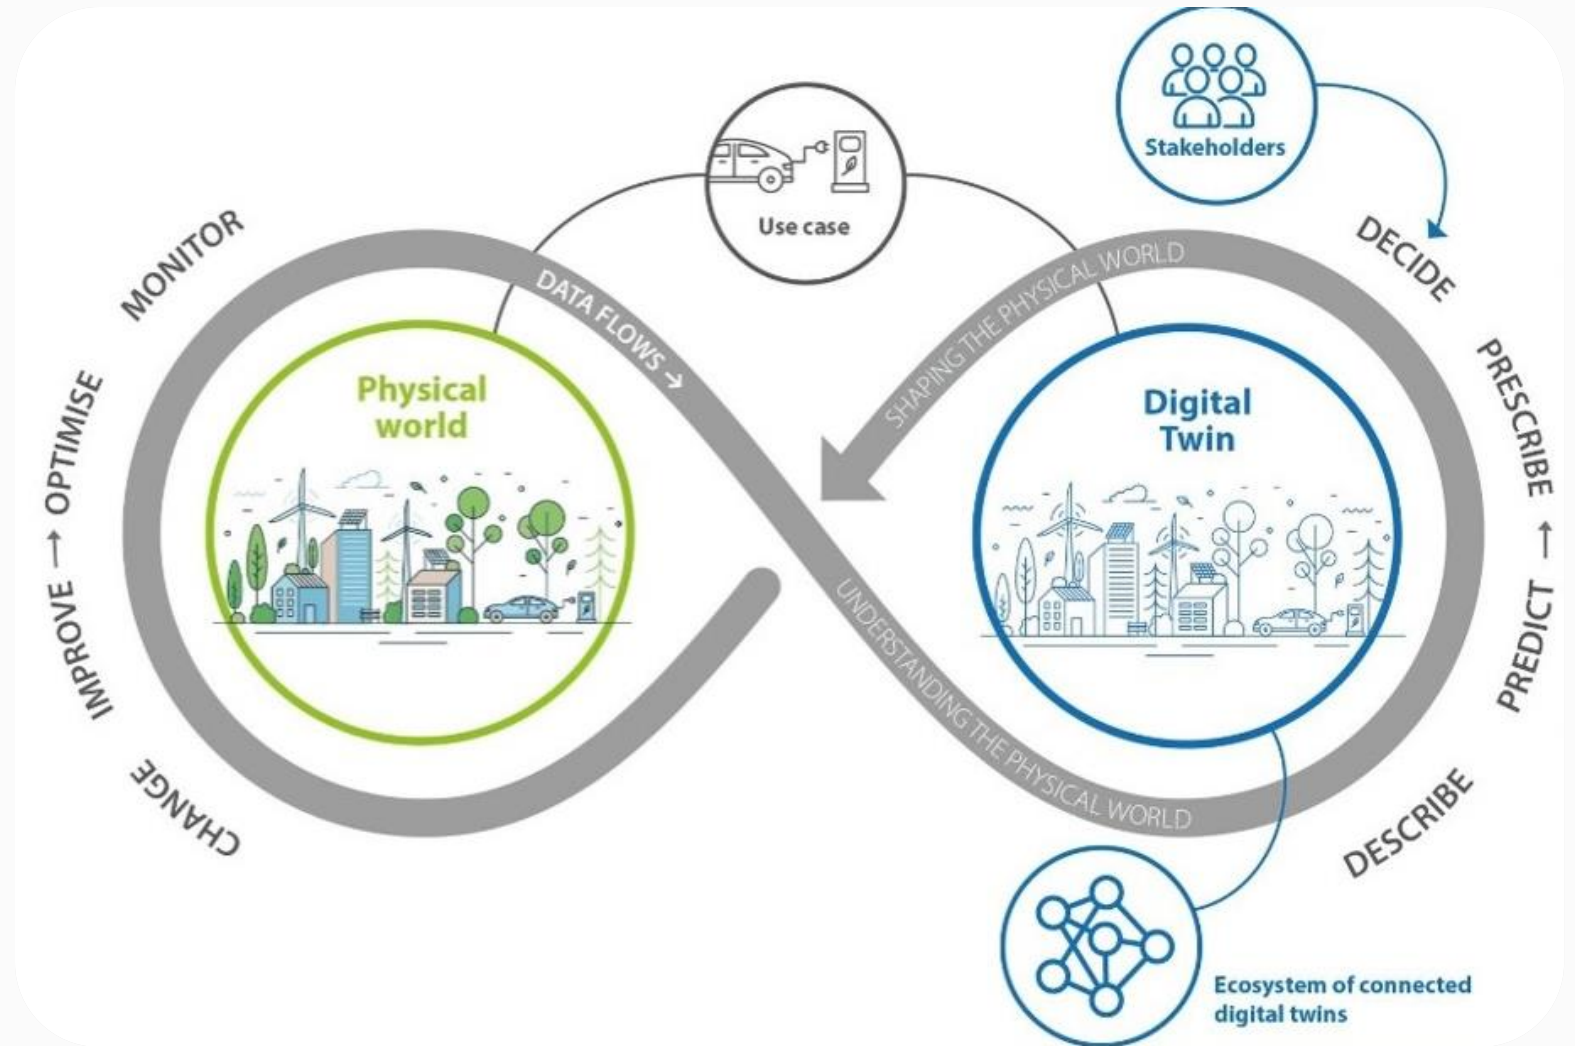 Stakeholders
Use case
MONITOR
DECIDE
DATA FLOWS →
SHAPING THE PHYSICAL WORLD
OPTIMISE
PRESCRIBE
Physical
world
Digital
Twin
→
→
IMPROVE
PREDICT
UNDERSTANDING THE PHYSICAL WORLD
CHANGE
DESCRIBE
Ecosystem of connected
digital twins